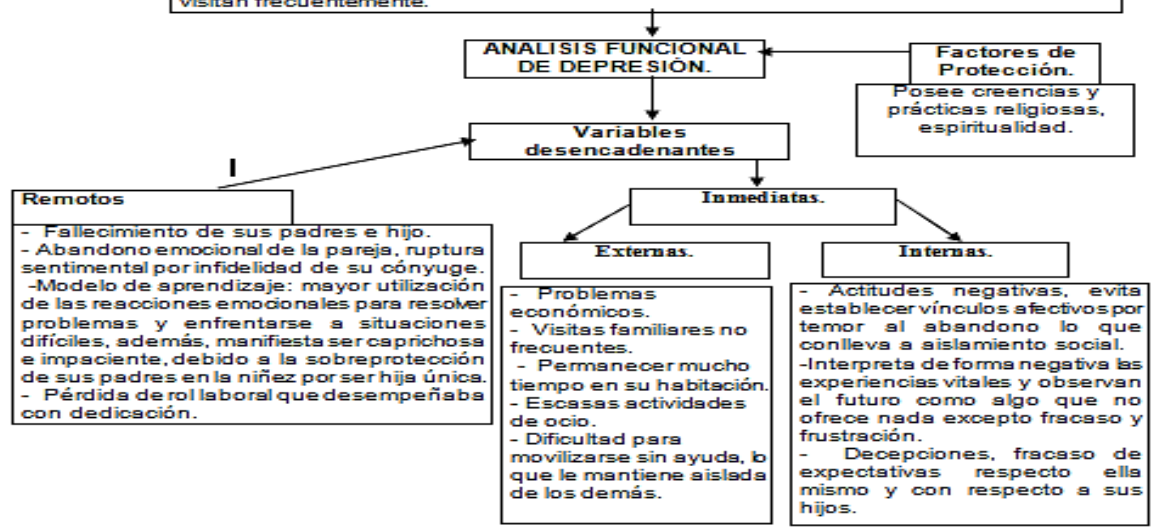 visitan frecuentemente.
ANALISIS FUNCIONAL
DE DEPRESIÓN.
Factores de
Protección.
Posee creencias y
prácticas religiosas,
espiritualidad.
Variables
desencadenantes
I
Remotos
- Fallecimiento de sus padres e hijo.
- Abandono emocional de la pareja, ruptura
sentimental por infidelidad de su cónyuge.
-Modelo de aprendizaje: mayor utilización
de las reacciones emocionales para resolver
problemas y enfrentarse a situaciones
difíciles, además, manifiesta ser caprichosa
e impaciente, debido a la sobreprotección
de sus padres en la niñez por ser hija única.
- Pérdida de rol laboral que desempeñaba
con dedicación.
Inmediatas.
Externas.
- Problemas
económicos.
- Visitas familiares no
frecuentes.
- Permanecer mucho
tiempo en su habitación.
- Escasas actividades
de ocio.
- Dificultad para
movilizarse sin ayuda, lo
que le mantiene aislada
de los demás.
Internas.
- Actitudes negativas, evita
establecer vínculos afectivos por
temor al abandono lo que
conlleva a aislamiento social.
-Interpreta de forma negativa las
experiencias vitales y observan
el futuro como algo que no
ofrece nada excepto fracaso y
frustración.
- Decepciones, fracaso de
expectativas respecto ella
mismo y con respecto a sus
hijos.